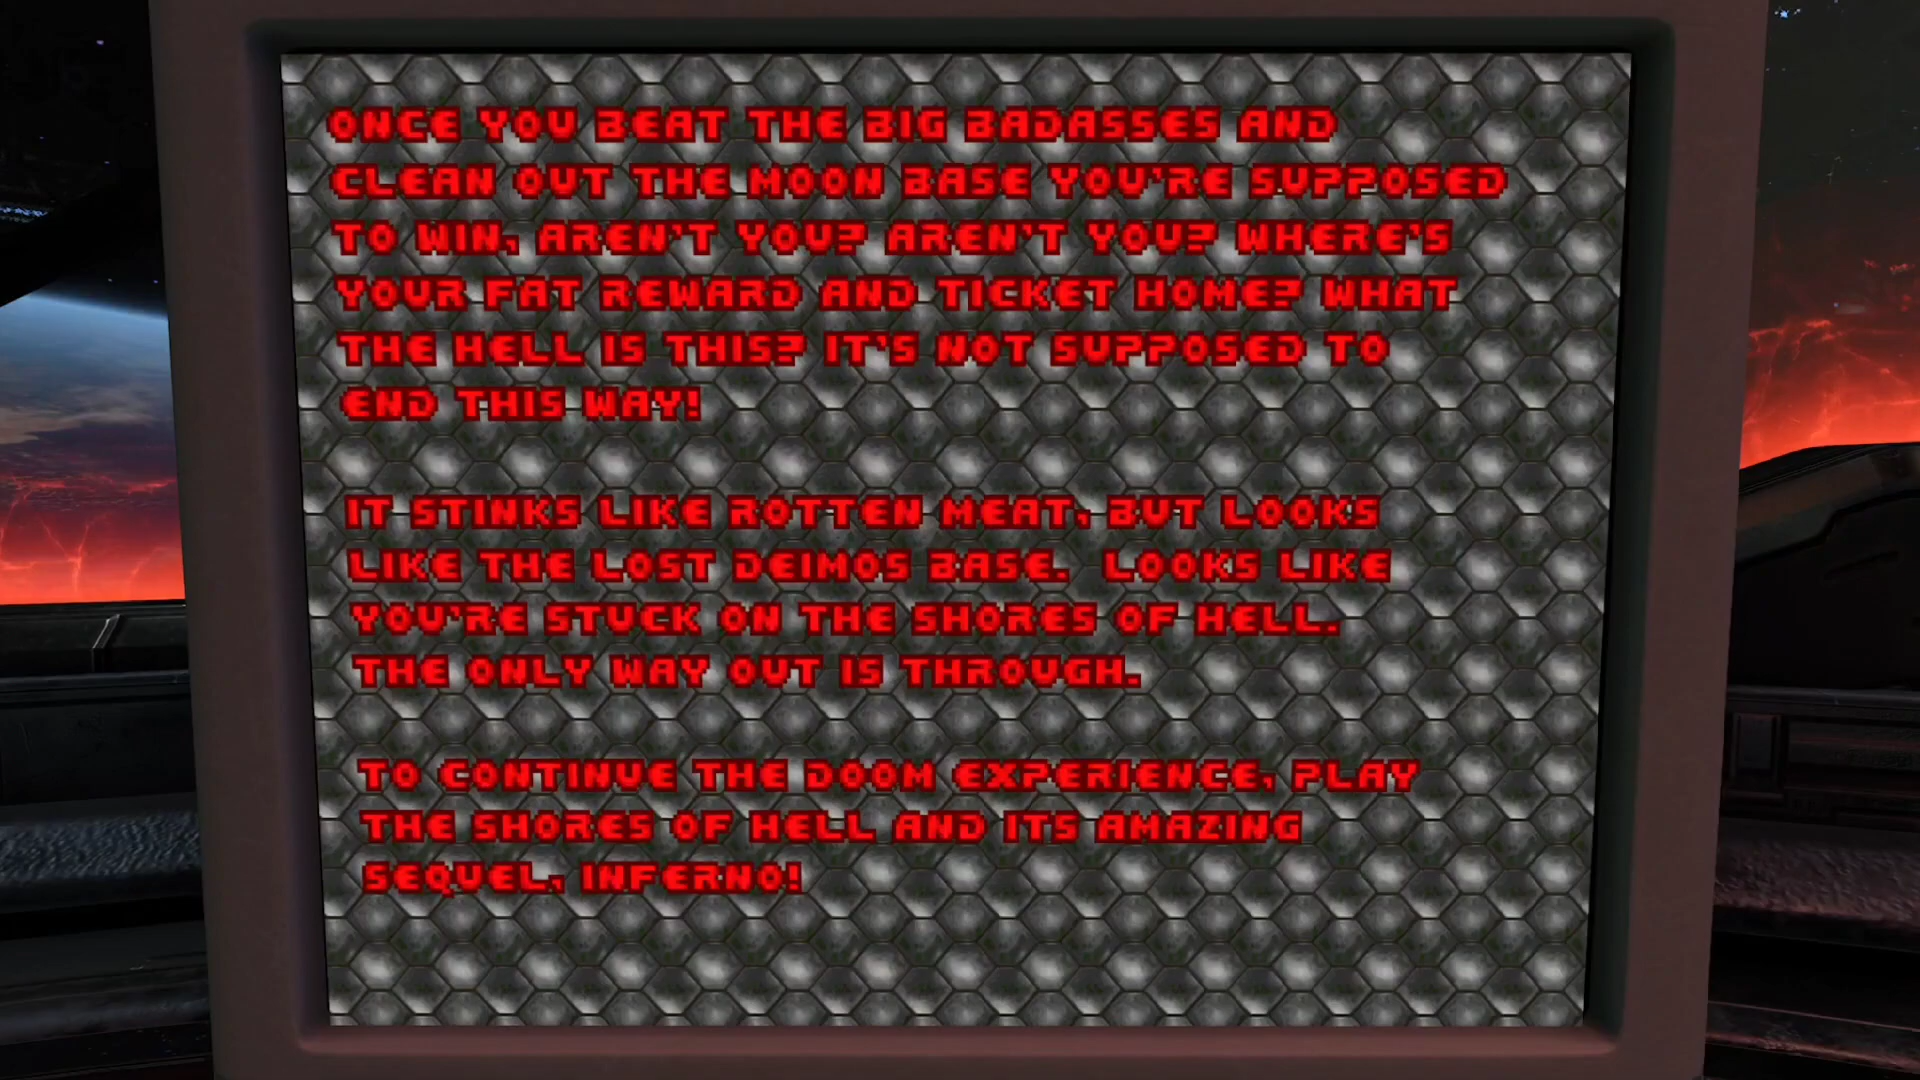 ONCE YOU BEAT THE BIG BADASSES AND
CLEAN OUT THE MOON BASE YOU'RE SUPPOSED
TO WIN, AREN'T YOU? AREN'T YOU? WHERE'S
YOUR FAT REWARD AND TICKET HOME? WHAT
THE HELL IS THIS? IT'S NOT SUPPOSED TO
END THIS WAY!
IT STINKS LIKE ROTTEN MEAT, BUT LOOKS
LIKE THE LOST DEIMOS BASE. LOOKS LIKE
YOU'RE STUCK ON THE SHORES OF HELL.
THE ONLY WAY OUT IS THROUGH.
TO CONTINUE THE DOOM EXPERIENCE, PLAY
THE SHORES OF HELL AND ITS AMAZING
SEQUEL, INFERNO!